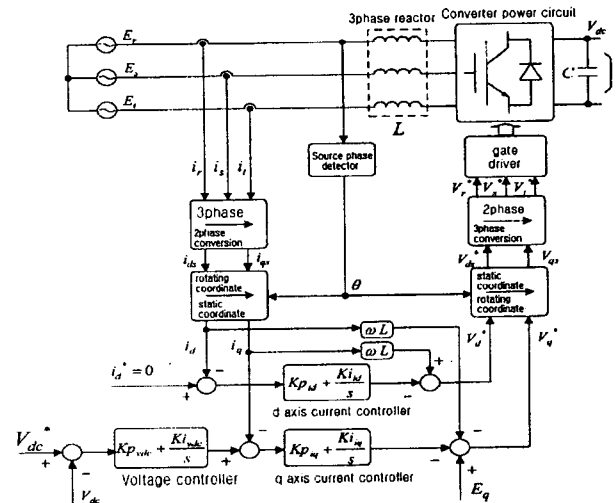 3phase reactor
Converter power circuit
V_dc
E_r
E_s
E_t
L
C
i_r i_s i_t
Source phase
detector
gate
driver
V_r* V_s* V_t*
3phase
2phase
conversion
2phase
3phase
conversion
i_ds i_qs
V_ds* V_qs
rotating
coordinate
static
coordinate
θ
static
coordinate
rotating
coordinate
i_d i_q
ωL
ωL
V_d* V_q*
i_d* = 0
+ −
Kp_id + Ki_id/s
− +
d axis current controller
V_dc*
+ −
Kp_vdc + Ki_vdc/s
+ −
Kp_iq + Ki_iq/s
− − +
Voltage controller
q axis current controller
V_dc
E_q